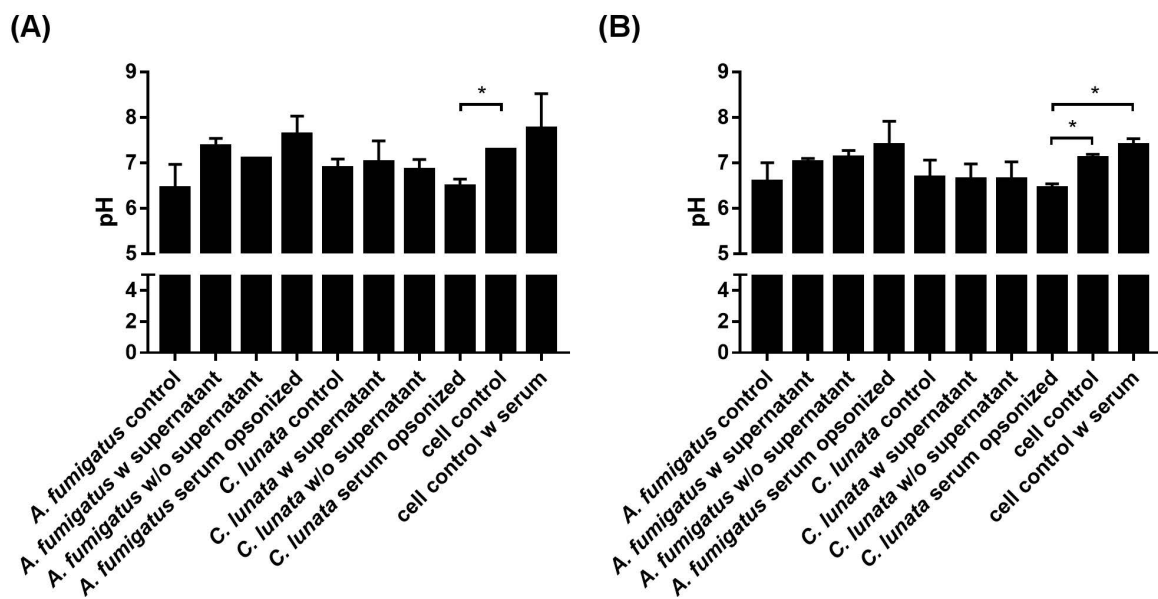 (A)
pH
9
8
7
6
5
4
2
0
*
A. fumigatus control
A. fumigatus w supernatant
A. fumigatus w/o supernatant
A. fumigatus serum opsonized
C. lunata control
C. lunata w supernatant
C. lunata w/o supernatant
C. lunata serum opsonized
cell control
cell control w serum
(B)
pH
9
8
7
6
5
4
2
0
*
*
A. fumigatus control
A. fumigatus w supernatant
A. fumigatus w/o supernatant
A. fumigatus serum opsonized
C. lunata control
C. lunata w supernatant
C. lunata w/o supernatant
C. lunata serum opsonized
cell control
cell control w serum